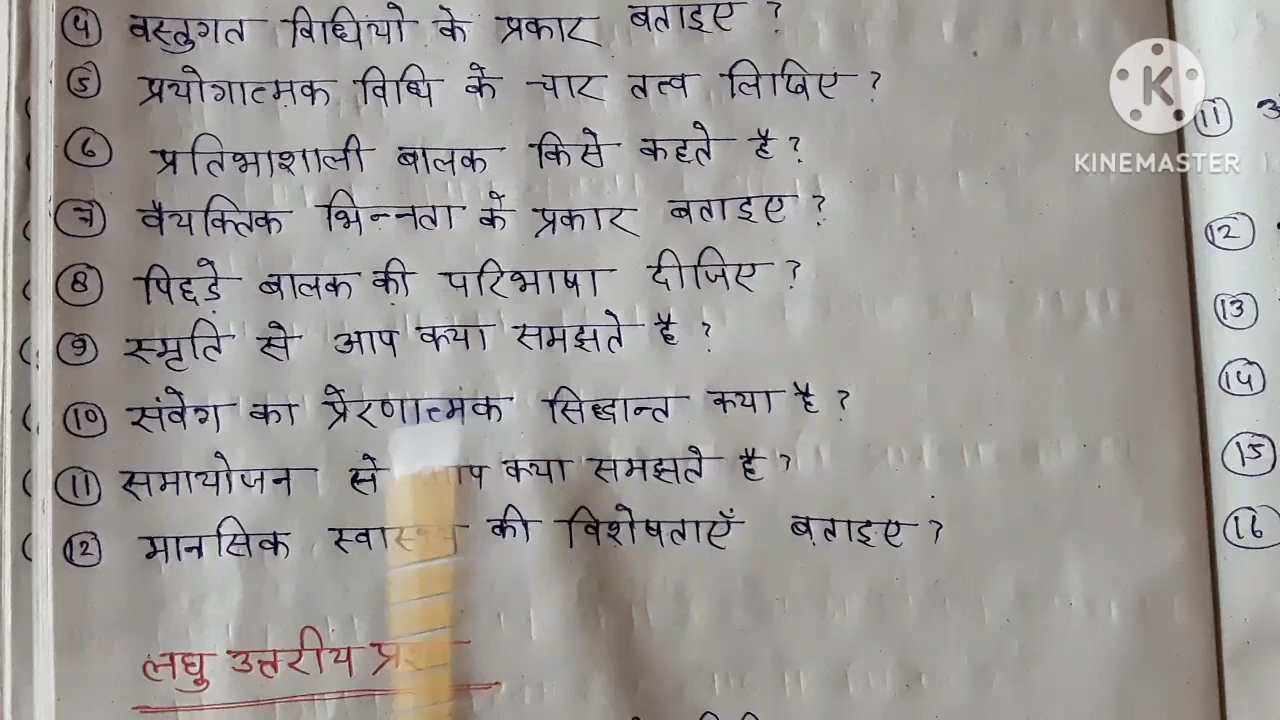 ④ वस्तुगत विधियो के प्रकार बताइए ?
⑤ प्रयोगात्मक विधि के चार तत्व लिखिए ?
⑥ प्रतिभाशाली बालक किसे कहते है ?
⑦ वैयक्तिक भिन्नता के प्रकार बताइए ?
⑧ पिछड़े बालक की परिभाषा दीजिए ?
⑨ स्मृति से आप क्या समझते है ?
⑩ संवेग का प्रेरणात्मक सिद्धान्त क्या है ?
⑪ समायोजन से क्या समझते है ?
⑫ मानसिक की विशेषताएँ बताइए ?
लघु उत्तरीय
⑪
⑫
⑬
⑭
⑮
⑯
KINEMASTER